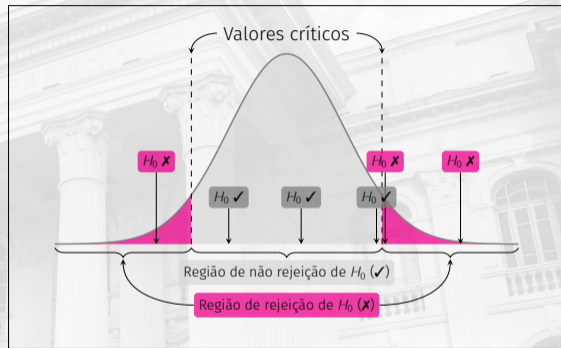 Valores críticos
H₀ ✗
H₀ ✗
H₀ ✗
H₀ ✓
H₀ ✓
H₀ ✓
Região de não rejeição de H₀ (✓)
Região de rejeição de H₀ (✗)